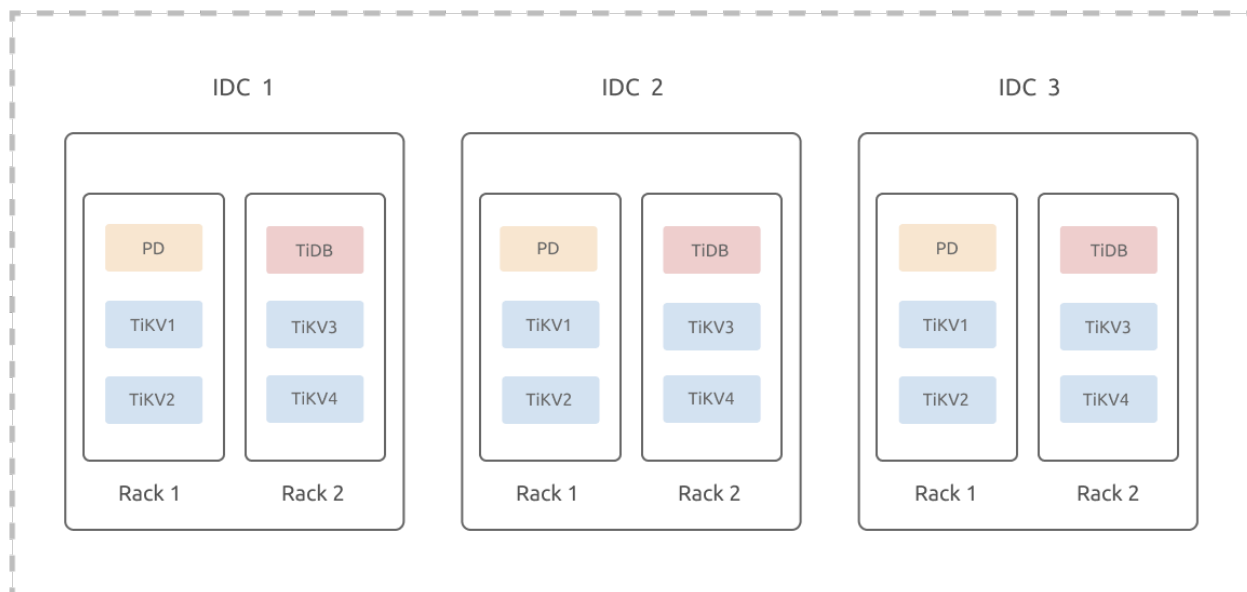 IDC 1
IDC 2
IDC 3
PD
TiDB
TiKV1
TiKV3
TiKV2
TiKV4
Rack 1
Rack 2
PD
TiDB
TiKV1
TiKV3
TiKV2
TiKV4
Rack 1
Rack 2
PD
TiDB
TiKV1
TiKV3
TiKV2
TiKV4
Rack 1
Rack 2